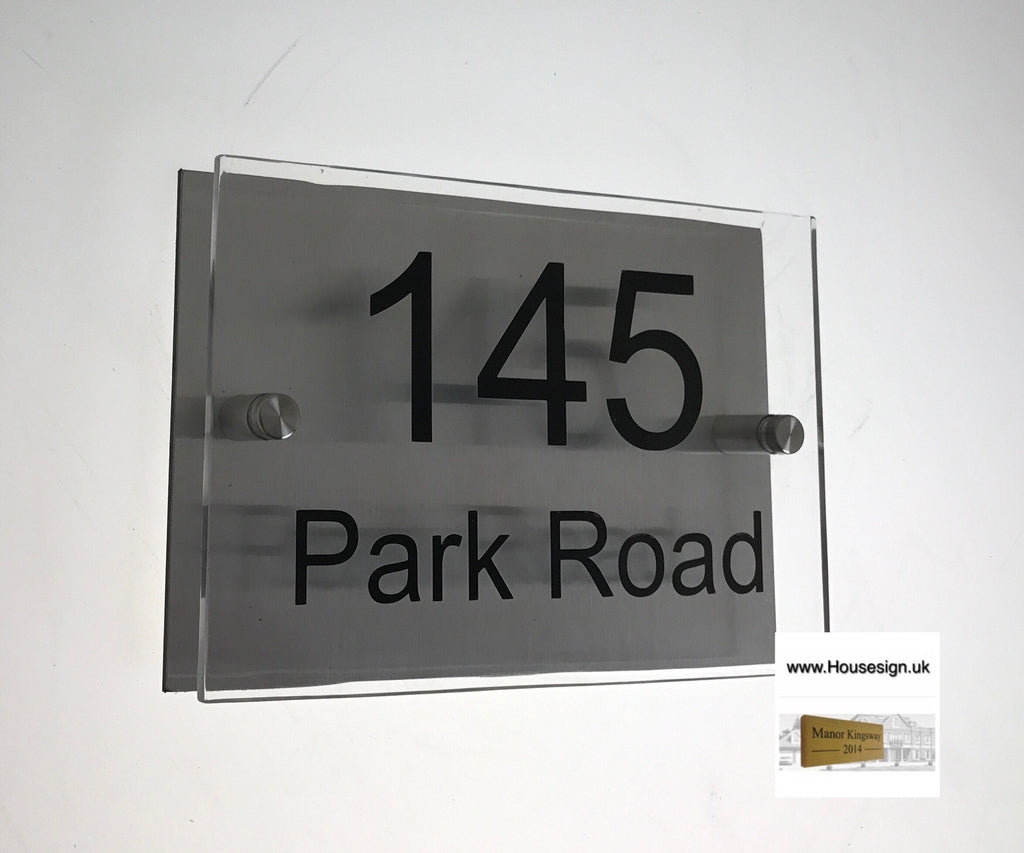 145
Park Road
www.Housesign.uk
Manor Kingsway
2014